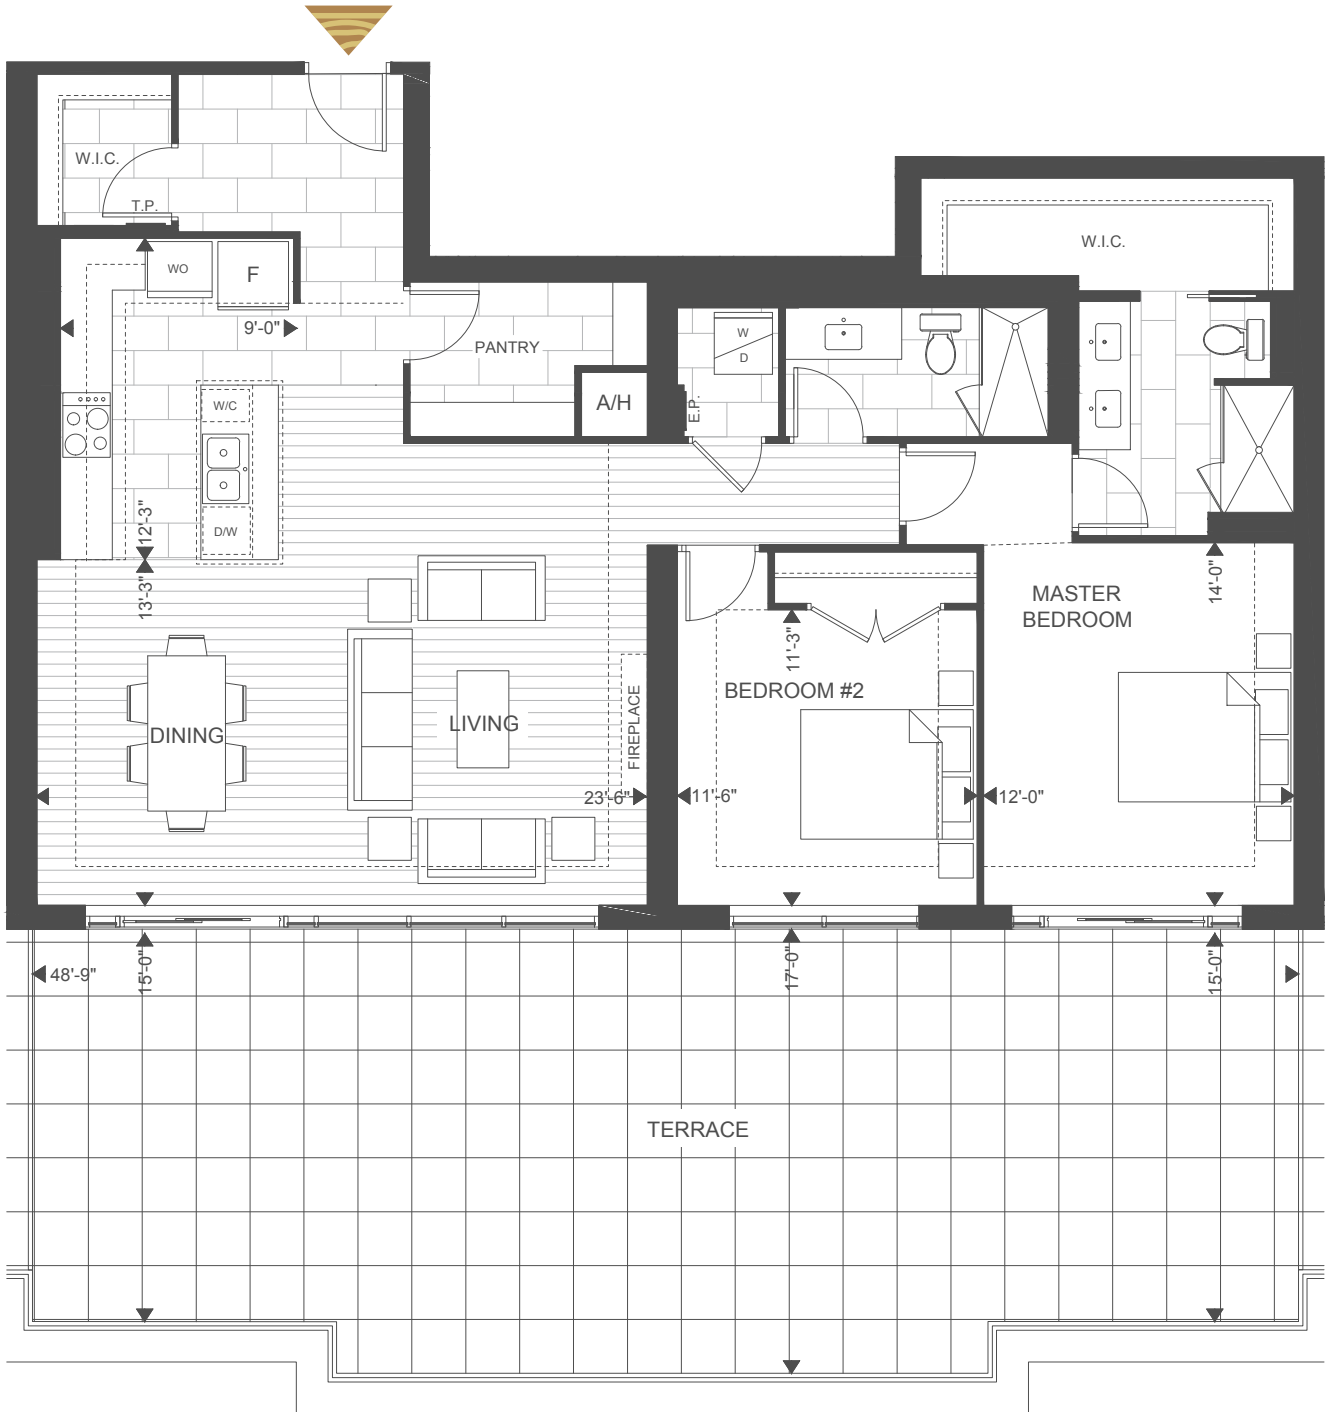 W.I.C.
T.P.
WO
F
9'-0"
PANTRY
A/H
W/C
D/W
12'-3"
13'-3"
W
D
E.P.
W.I.C.
MASTER
BEDROOM
14'-0"
11'-3"
BEDROOM #2
DINING
LIVING
FIREPLACE
23'-6"
11'-6"
12'-0"
48'-9"
15'-0"
17'-0"
15'-0"
TERRACE